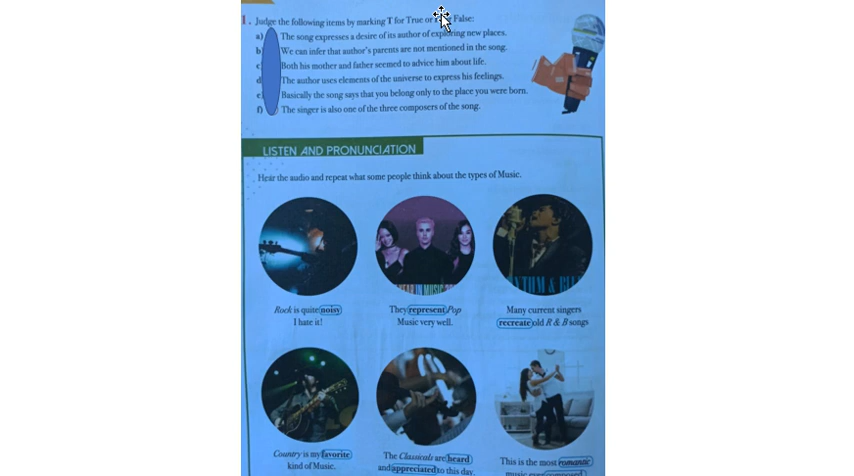 1. Judge the following items by marking T for True or False:
a) The song expresses a desire of its author of exploring new places.
b) We can infer that author's parents are not mentioned in the song.
c) Both his mother and father seemed to advice him about life.
d) The author uses elements of the universe to express his feelings.
e) Basically the song says that you belong only to the place you were born.
f) The singer is also one of the three composers of the song.
LISTEN AND PRONUNCIATION
Hear the audio and repeat what some people think about the types of Music.
Rock is quite noisy
I hate it!
They represent Pop
Music very well.
Many current singers
recreate old R & B songs
Country is my favorite
kind of Music.
The Classicals are heard
and appreciated to this day.
This is the most romantic
music ever composed